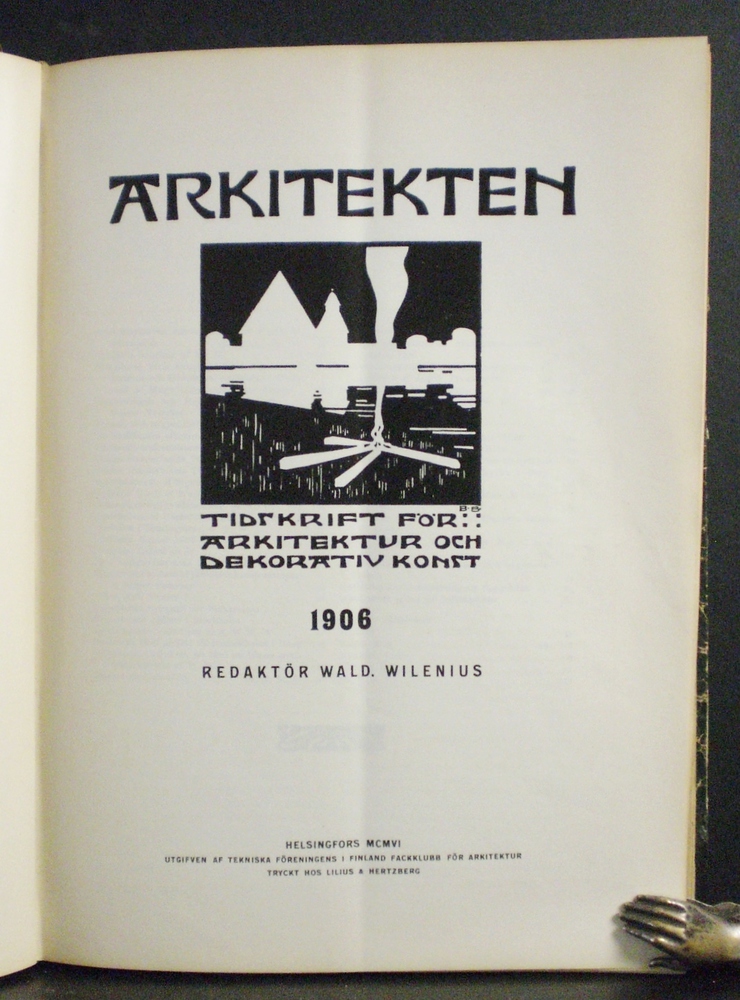 ARKITEKTEN
B·B·
TIDSKRIFT FÖR::
ARKITEKTUR OCH
DEKORATIV KONST
1906
REDAKTÖR WALD. WILENIUS
HELSINGFORS MCMVI
UTGIFVEN AF TEKNISKA FÖRENINGENS I FINLAND FACKKLUBB FÖR ARKITEKTUR
TRYCKT HOS LILIUS & HERTZBERG